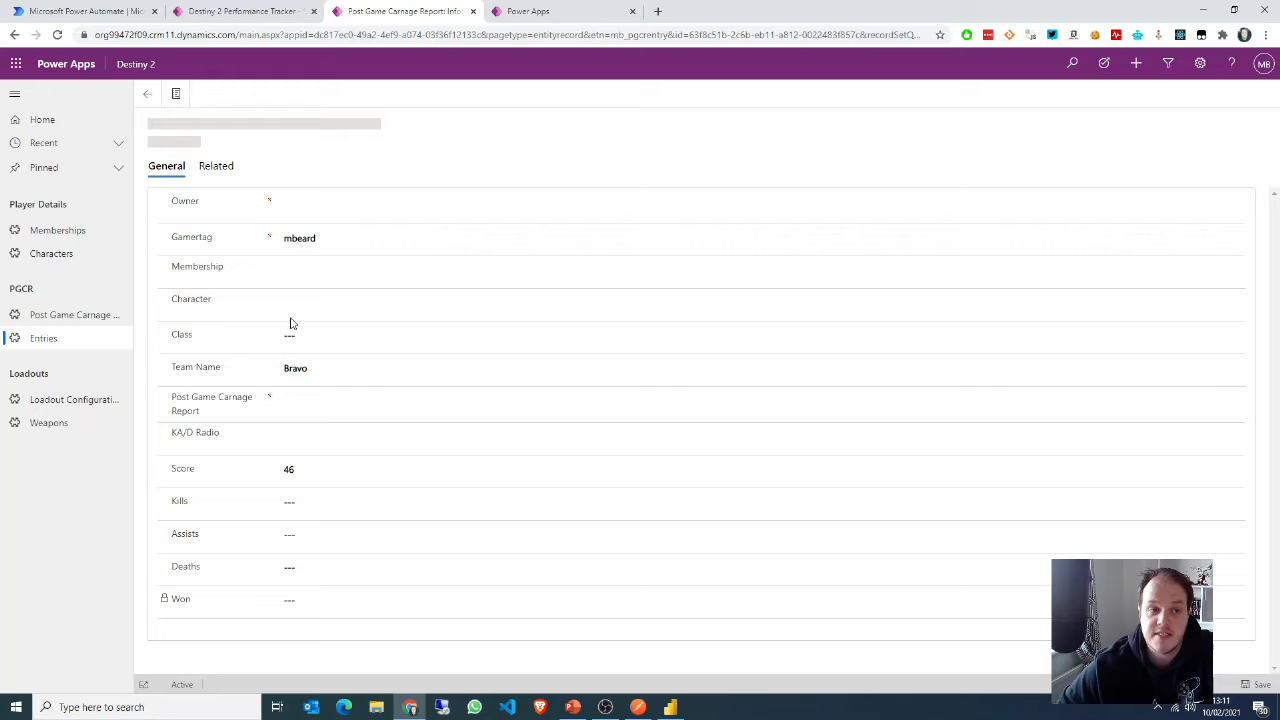 Microsoft Power Automate | Micros
Destiny 2 Perfomance Tracker -
Post Game Carnage Report: Infor
Power Apps
org99472f09.crm11.dynamics.com/main.aspx?appid=dc817ec0-49a2-4ef9-a074-03f36f12133c&pagetype=entityrecord&etn=mb_pgcrentry&id=63f8c51b-2c6b-eb11-a812-0022483f857c&recordSetQ...
Power Apps
Destiny 2
MB
Home
Recent
Pinned
Player Details
Memberships
Characters
PGCR
Post Game Carnage ...
Entries
Loadouts
Loadout Configurati...
Weapons
General
Related
Owner *
Gamertag * mbeard
Membership
Character
Class ---
Team Name Bravo
Post Game Carnage Report *
KA/D Radio
Score 46
Kills ---
Assists ---
Deaths ---
Won ---
Active
Save
Type here to search
13:11
10/02/2021